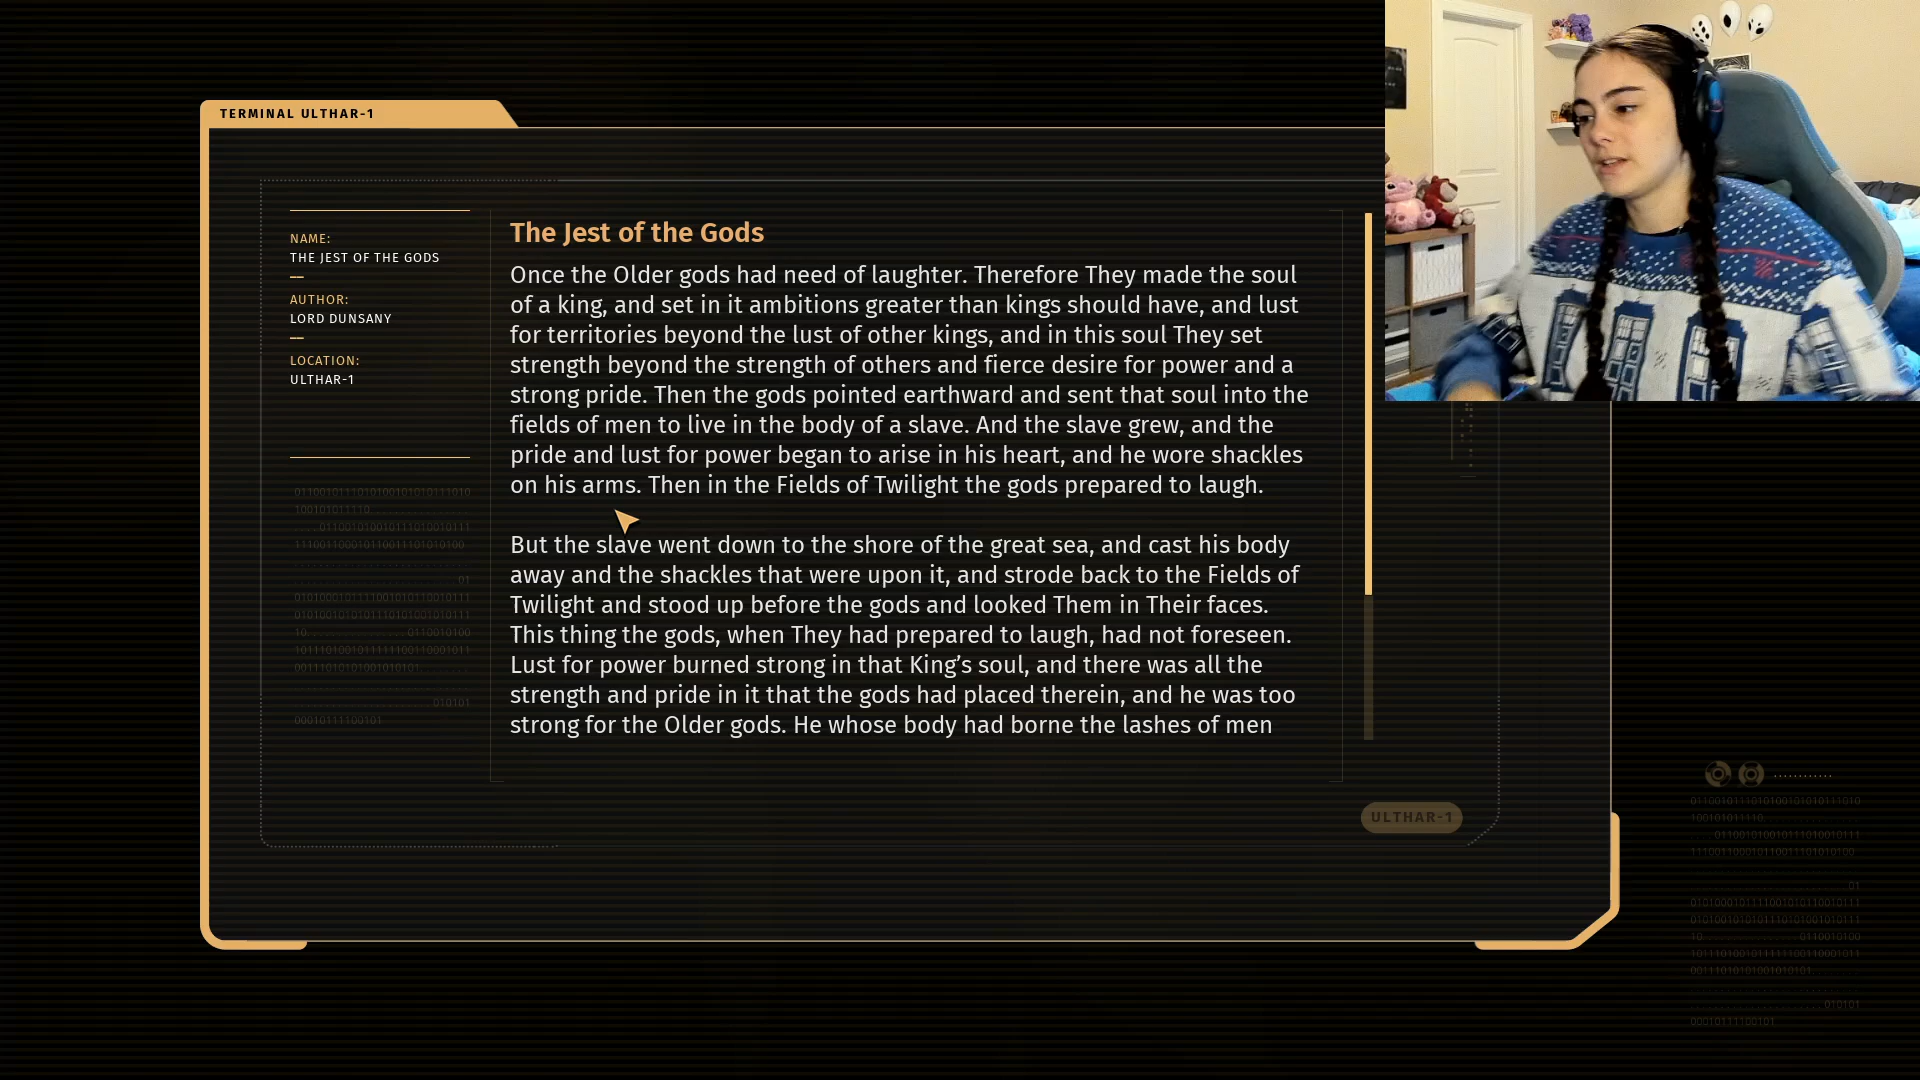 TERMINAL ULTHAR-1
NAME:
THE JEST OF THE GODS
AUTHOR:
LORD DUNSANY
LOCATION:
ULTHAR-1
The Jest of the Gods
Once the Older gods had need of laughter. Therefore They made the soul
of a king, and set in it ambitions greater than kings should have, and lust
for territories beyond the lust of other kings, and in this soul They set
strength beyond the strength of others and fierce desire for power and a
strong pride. Then the gods pointed earthward and sent that soul into the
fields of men to live in the body of a slave. And the slave grew, and the
pride and lust for power began to arise in his heart, and he wore shackles
on his arms. Then in the Fields of Twilight the gods prepared to laugh.
But the slave went down to the shore of the great sea, and cast his body
away and the shackles that were upon it, and strode back to the Fields of
Twilight and stood up before the gods and looked Them in Their faces.
This thing the gods, when They had prepared to laugh, had not foreseen.
Lust for power burned strong in that King’s soul, and there was all the
strength and pride in it that the gods had placed therein, and he was too
strong for the Older gods. He whose body had borne the lashes of men
ULTHAR-1